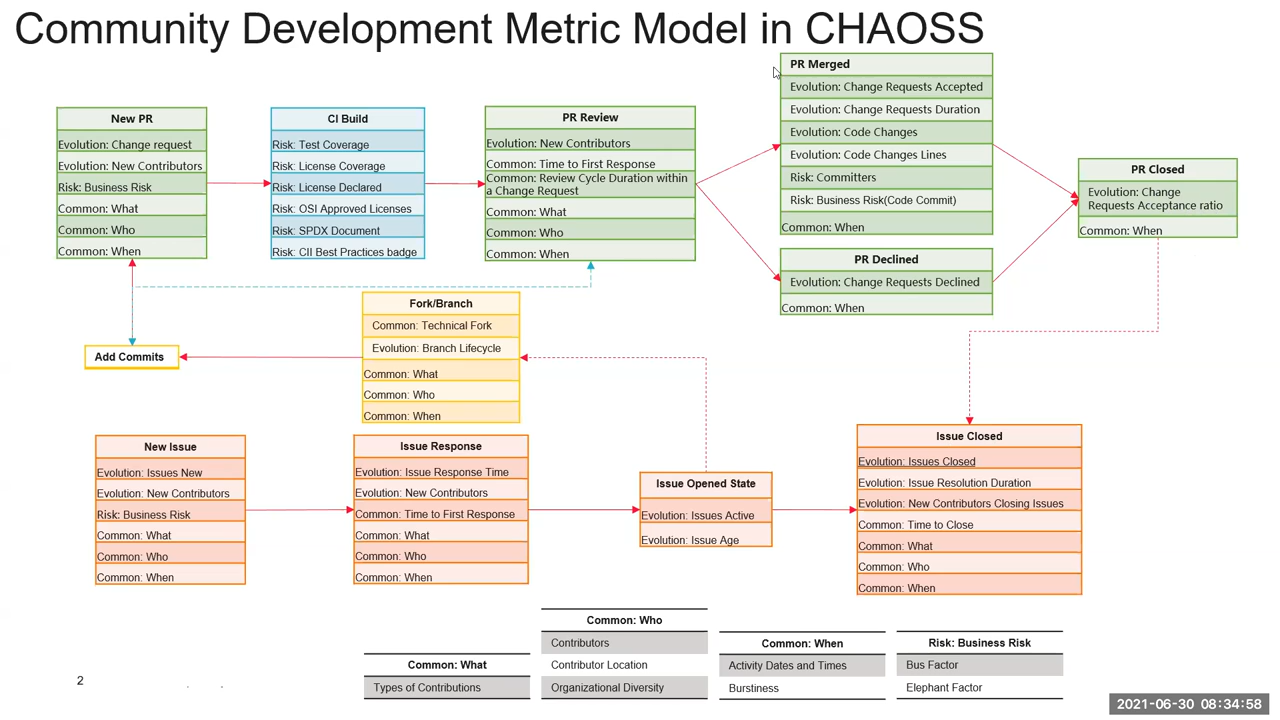 Community Development Metric Model in CHAOSS
New PR
Evolution: Change request
Evolution: New Contributors
Risk: Business Risk
Common: What
Common: Who
Common: When
CI Build
Risk: Test Coverage
Risk: License Coverage
Risk: License Declared
Risk: OSI Approved Licenses
Risk: SPDX Document
Risk: CII Best Practices badge
PR Review
Evolution: New Contributors
Common: Time to First Response
Common: Review Cycle Duration within
a Change Request
Common: What
Common: Who
Common: When
PR Merged
Evolution: Change Requests Accepted
Evolution: Change Requests Duration
Evolution: Code Changes
Evolution: Code Changes Lines
Risk: Committers
Risk: Business Risk(Code Commit)
Common: When
PR Declined
Evolution: Change Requests Declined
Common: When
PR Closed
Evolution: Change
Requests Acceptance ratio
Common: When
Add Commits
Fork/Branch
Common: Technical Fork
Evolution: Branch Lifecycle
Common: What
Common: Who
Common: When
New Issue
Evolution: Issues New
Evolution: New Contributors
Risk: Business Risk
Common: What
Common: Who
Common: When
Issue Response
Evolution: Issue Response Time
Evolution: New Contributors
Common: Time to First Response
Common: What
Common: Who
Common: When
Issue Opened State
Evolution: Issues Active
Evolution: Issue Age
Issue Closed
Evolution: Issues Closed
Evolution: Issue Resolution Duration
Evolution: New Contributors Closing Issues
Common: Time to Close
Common: What
Common: Who
Common: When
Common: What
Types of Contributions
Common: Who
Contributors
Contributor Location
Organizational Diversity
Common: When
Activity Dates and Times
Burstiness
Risk: Business Risk
Bus Factor
Elephant Factor
2
2021-06-30 08:34:58